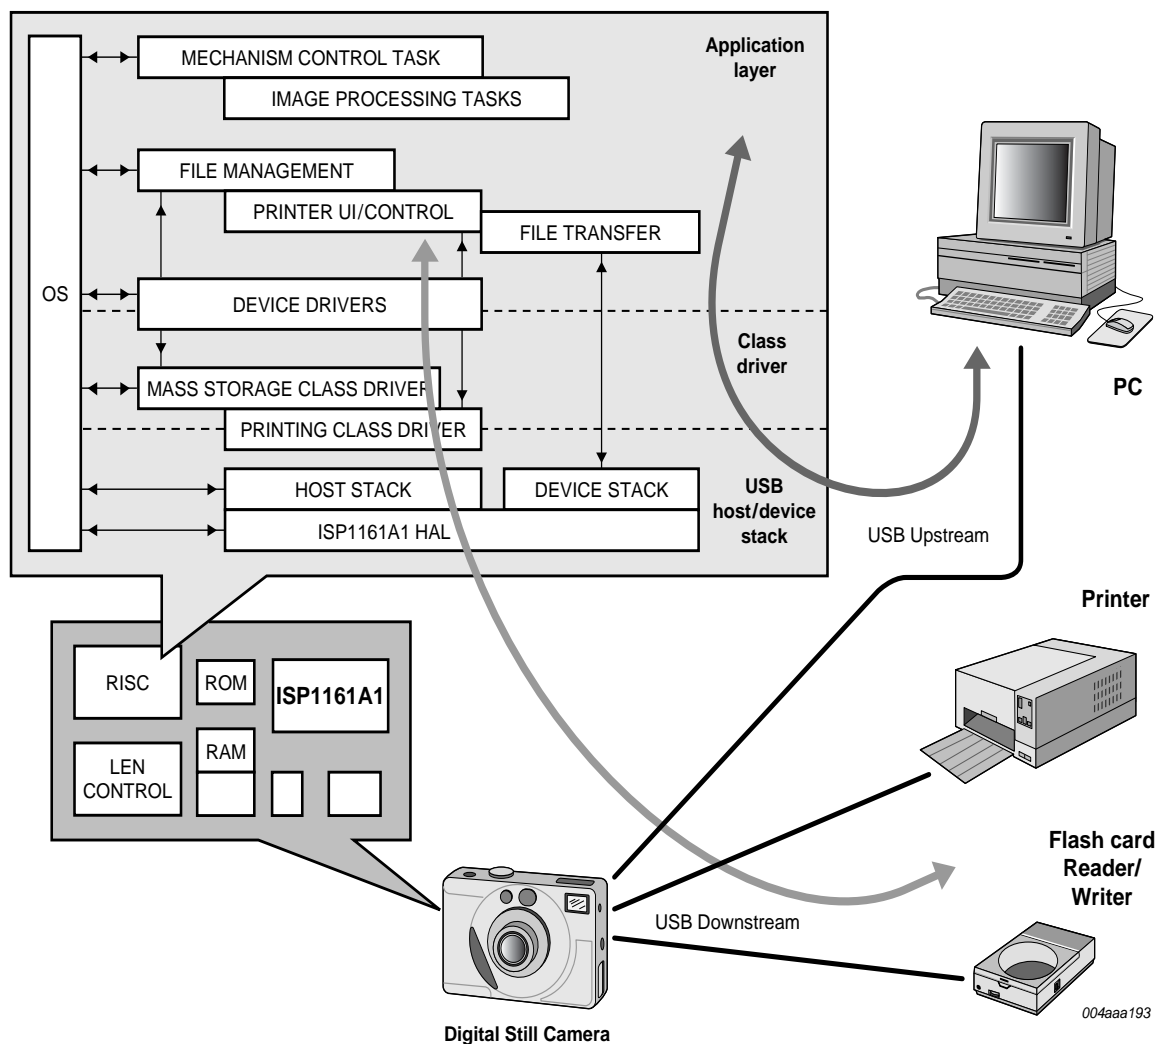 MECHANISM CONTROL TASK
IMAGE PROCESSING TASKS
Application
layer
FILE MANAGEMENT
PRINTER UI/CONTROL
FILE TRANSFER
OS
DEVICE DRIVERS
Class
driver
MASS STORAGE CLASS DRIVER
PRINTING CLASS DRIVER
HOST STACK
DEVICE STACK
USB
host/device
stack
ISP1161A1 HAL
PC
USB Upstream
Printer
RISC
ROM
ISP1161A1
LEN
CONTROL
RAM
Flash card
Reader/
Writer
USB Downstream
004aaa193
Digital Still Camera